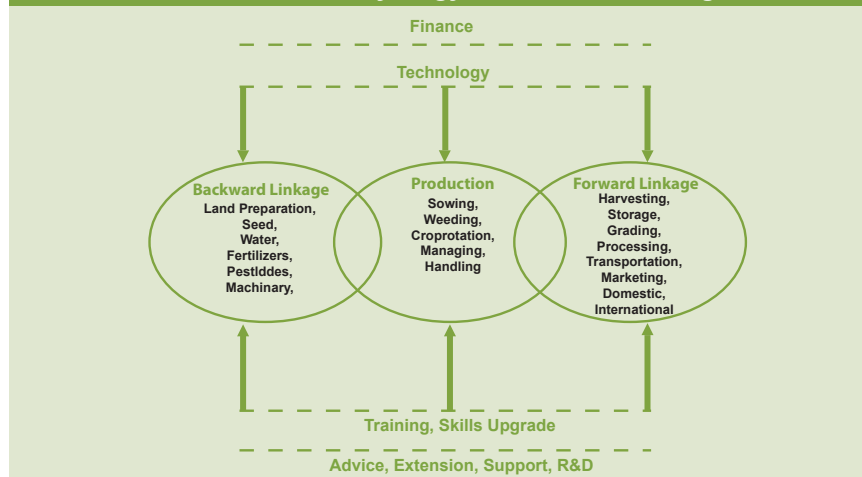 Finance
Technology
Backward Linkage
Land Preparation,
Seed,
Water,
Fertilizers,
PestIddes,
Machinary,
Production
Sowing,
Weeding,
Croprotation,
Managing,
Handling
Forward Linkage
Harvesting,
Storage,
Grading,
Processing,
Transportation,
Marketing,
Domestic,
International
Training, Skills Upgrade
Advice, Extension, Support, R&D